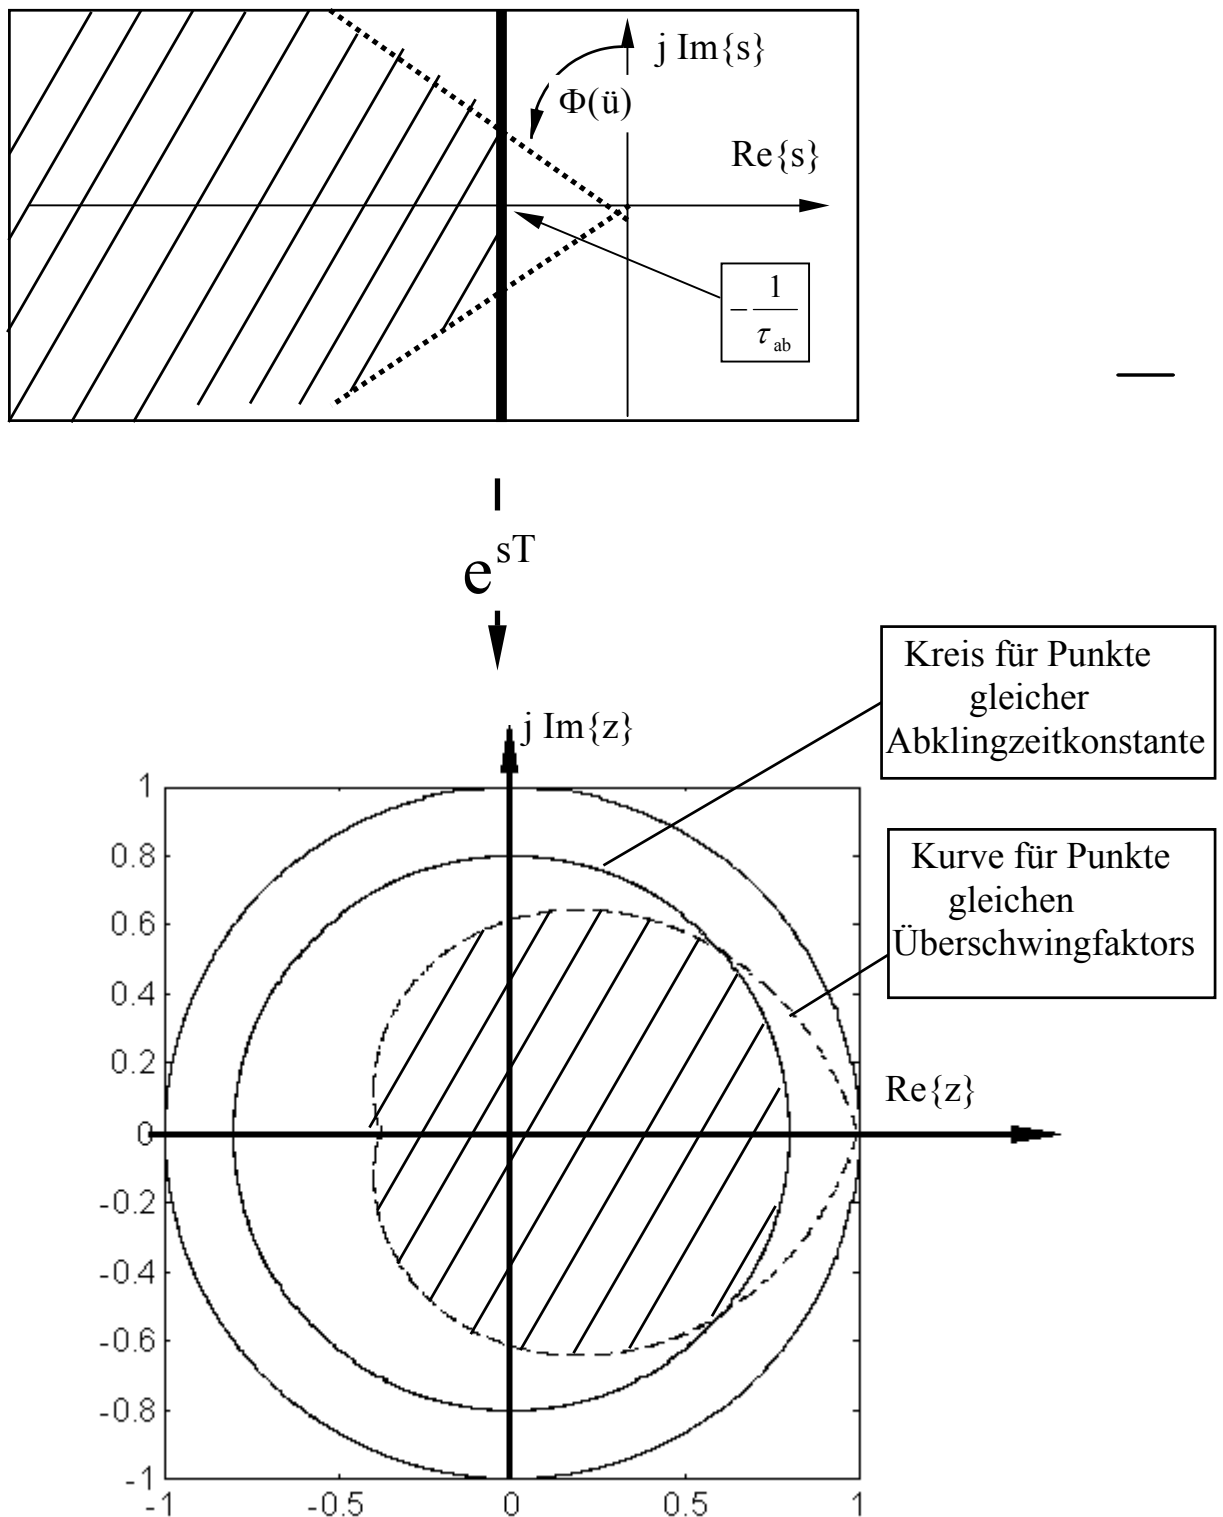 j Im{s}
Φ(ü)
Re{s}
− 1
τ ab
e sT
Kreis für Punkte
gleicher
Abklingzeitkonstante
j Im{z}
Kurve für Punkte
gleichen
Überschwingfaktors
Re{z}
1
0.8
0.6
0.4
0.2
0
-0.2
-0.4
-0.6
-0.8
-1
-1 -0.5 0 0.5 1